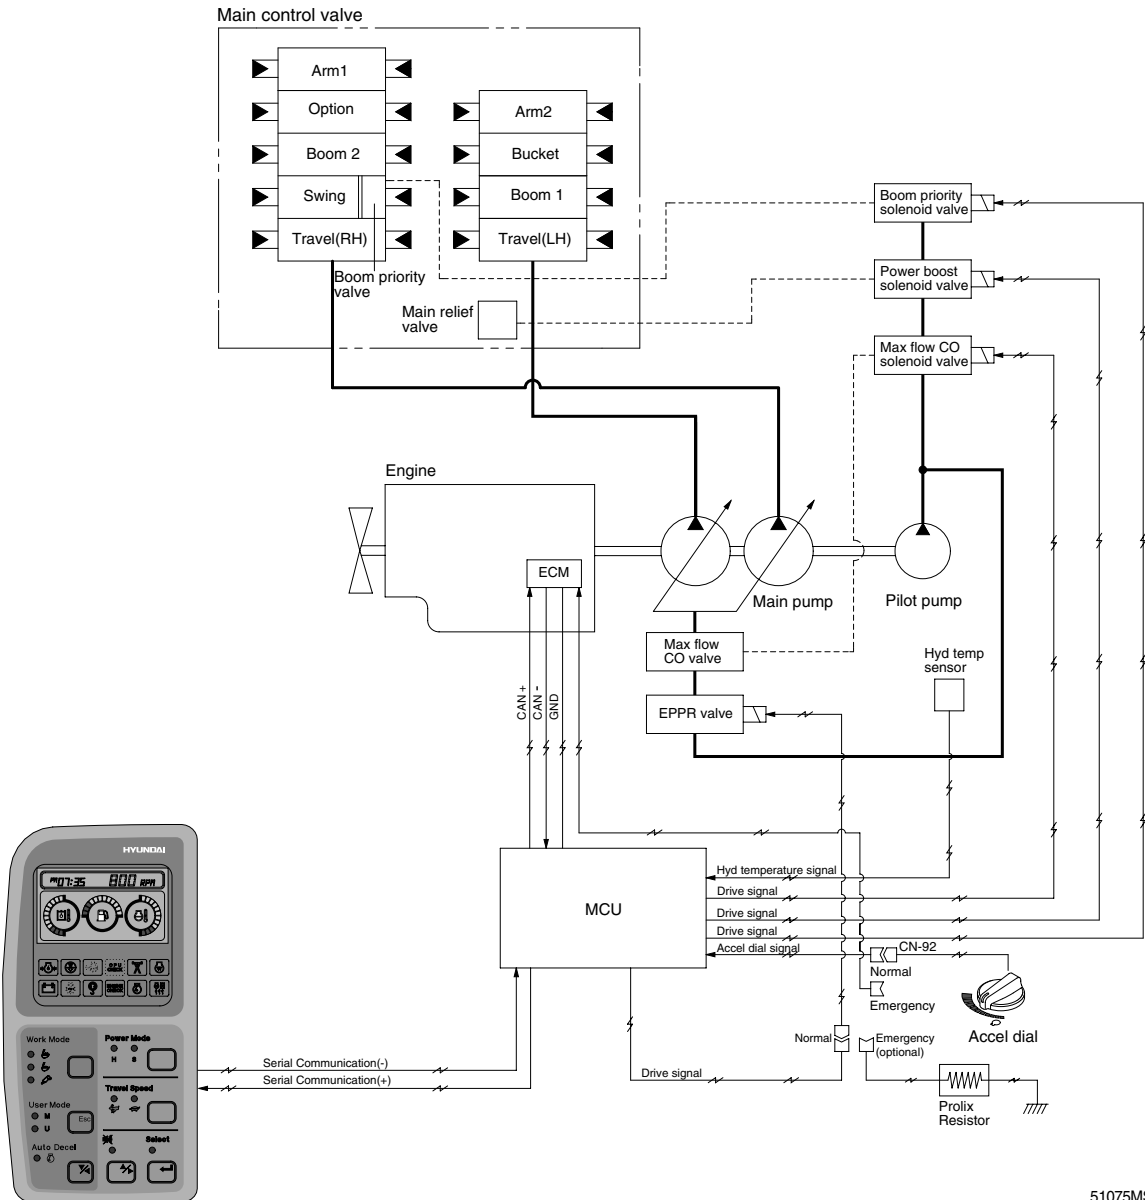 Main control valve
Arm1
Option
Arm2
Boom 2
Bucket
Swing
Boom 1
Travel(RH)
Travel(LH)
Boom priority
valve
Main relief
valve
Boom priority
solenoid valve
Power boost
solenoid valve
Max flow CO
solenoid valve
Engine
ECM
Main pump
Pilot pump
Max flow
CO valve
Hyd temp
sensor
EPPR valve
CAN +
CAN -
GND
MCU
Hyd temperature signal
Drive signal
Drive signal
Drive signal
Accel dial signal
CN-92
Normal
Emergency
Accel dial
Normal
Emergency
(optional)
Drive signal
Prolix
Resistor
Serial Communication(-)
Serial Communication(+)
HYUNDAI
PM 07:35 800 RPM
CPU
CHECK
Work Mode
Power Mode
H S
Travel Speed
User Mode
M
U
Esc
Auto Decel
Select